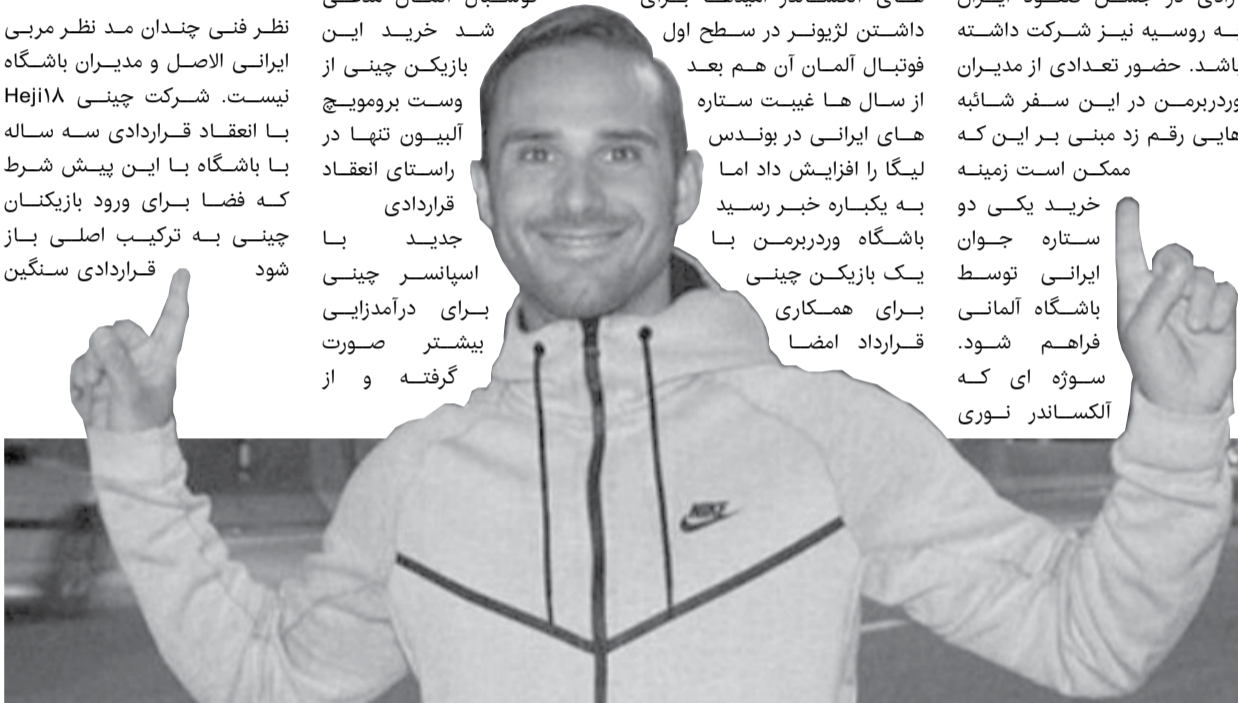 به روسیه نیز شرکت داشته
باشد. حضور تعدادی از مدیران
وردربرمن در این سفر شائبه
هایی رقم زد مبنی بر این که
ممکن است زمینه
خرید یکی دو
ستاره جوان
ایرانی توسط
باشگاه آلمانی
فراهم شود.
سوژه ای که
آلکساندر نوری
داشتن لژیونر در سطح اول
فوتبال آلمان آن هم بعد
از سال ها غیبت ستاره
های ایرانی در بوندس
لیگا را افزایش داد اما
به یکباره خبر رسید
باشگاه وردربرمن با
یک بازیکن چینی
برای همکاری
قرارداد امضا
شد خرید این
بازیکن چینی از
وست برومویچ
آلبیون تنها در
راستای انعقاد
قراردادی
جدید با
اسپانسر چینی
برای درآمدزایی
بیشتر صورت
گرفته و از
نظر فنی چندان مد نظر مربی
ایرانی الاصل و مدیران باشگاه
نیست. شرکت چینی Heji۱۸
با انعقاد قراردادی سه ساله
با باشگاه با این پیش شرط
که فضا برای ورود بازیکنان
چینی به ترکیب اصلی باز
شود قراردادی سنگین
NIKE